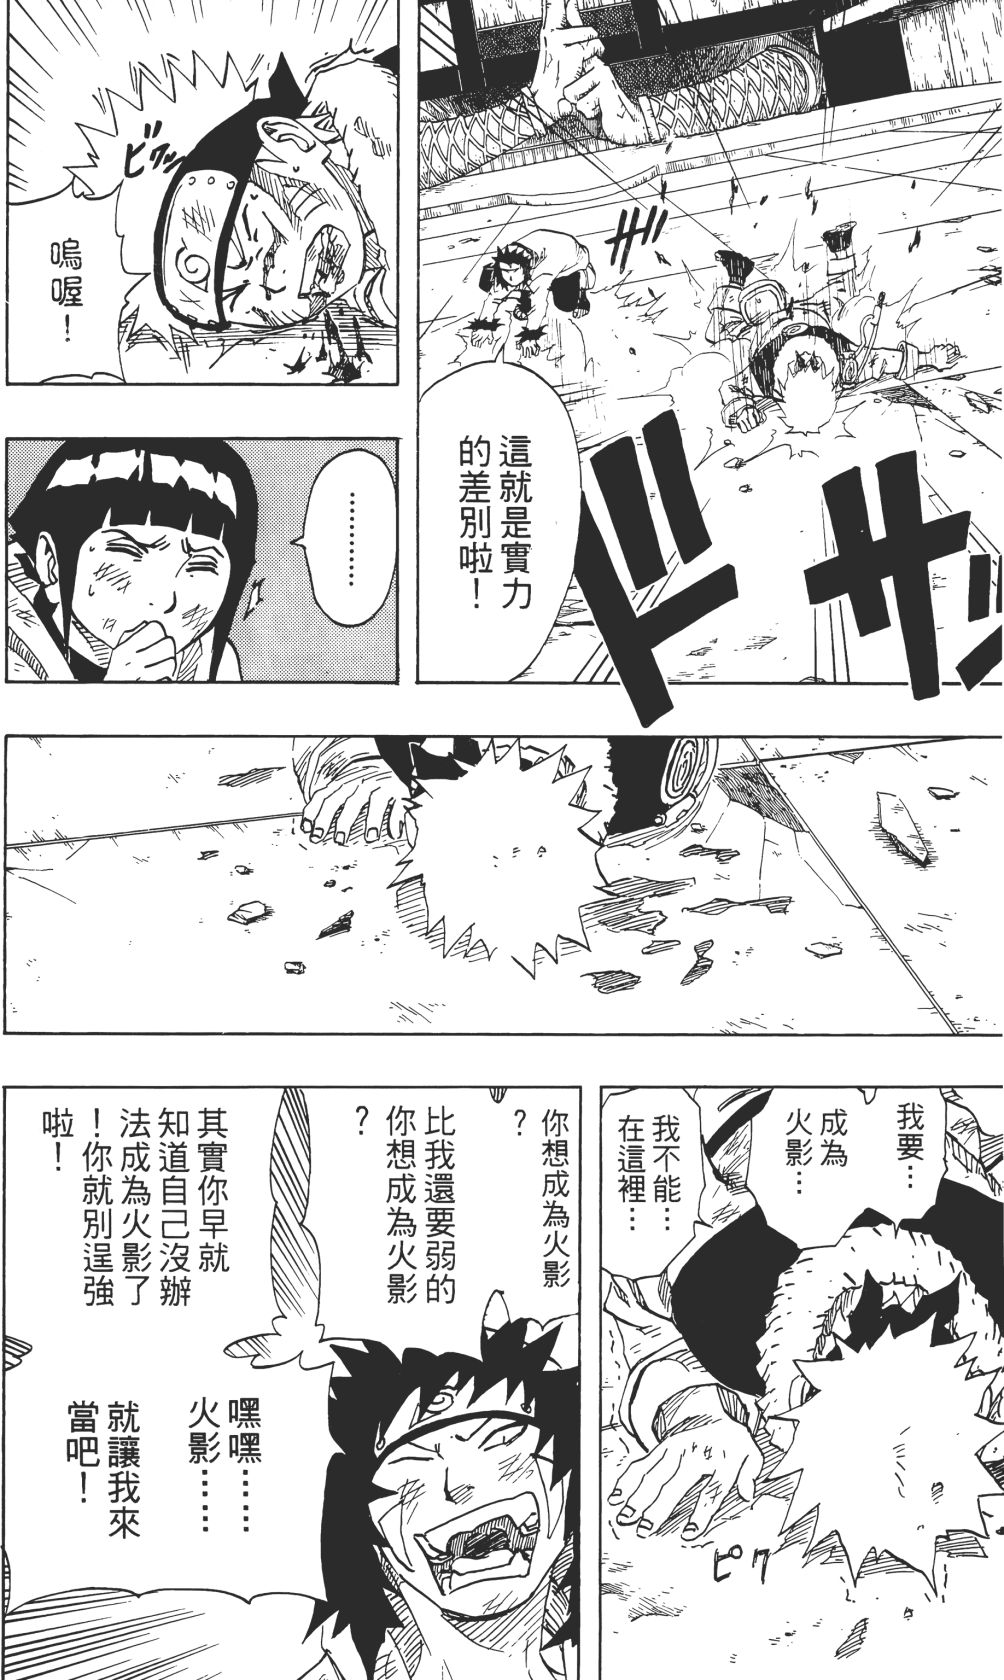 ドサッ
這就是實力
的差別啦！
ビクッ
嗚喔！
…………
我要…
成為
火影…
我不能…
在這裡…
ピク
你想成為火影
？
比我還要弱的
你想成為火影
？
其實你早就
知道自己沒辦
法成為火影了
！你就別逞強
啦！
嘿嘿……
火影……
就讓我來
當吧！